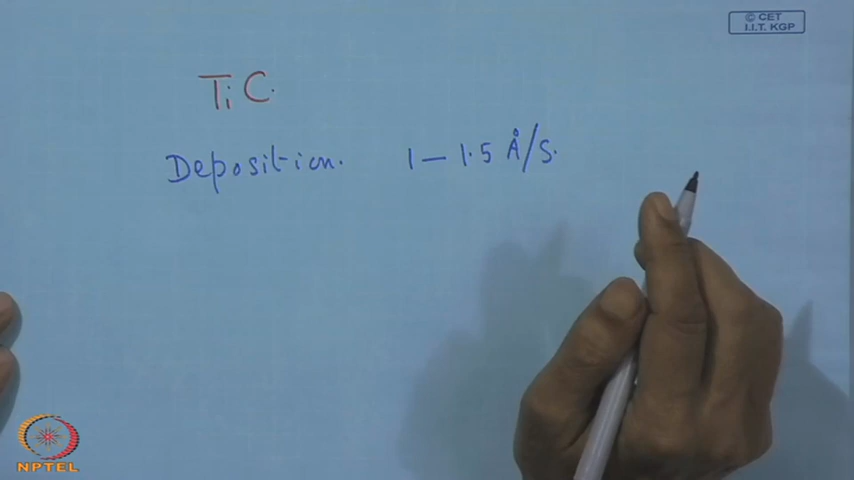 © CET
I.I.T. KGP
TiC.
Deposition. 1 — 1.5 Å/S.
NPTEL